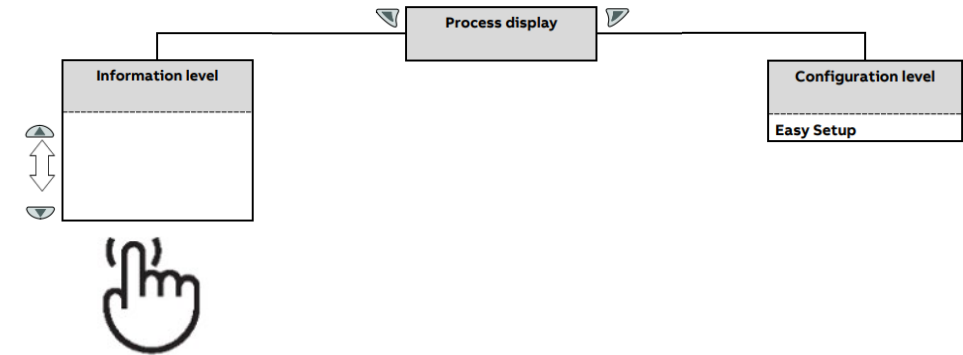 Process display
Information level
Configuration level
Easy Setup